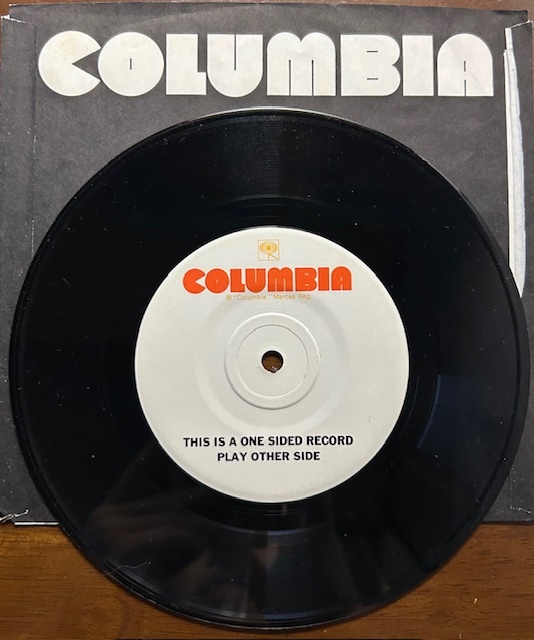 COLUMBIA
COLUMBIA
® "Columbia," Marcas Reg.
THIS IS A ONE SIDED RECORD
PLAY OTHER SIDE